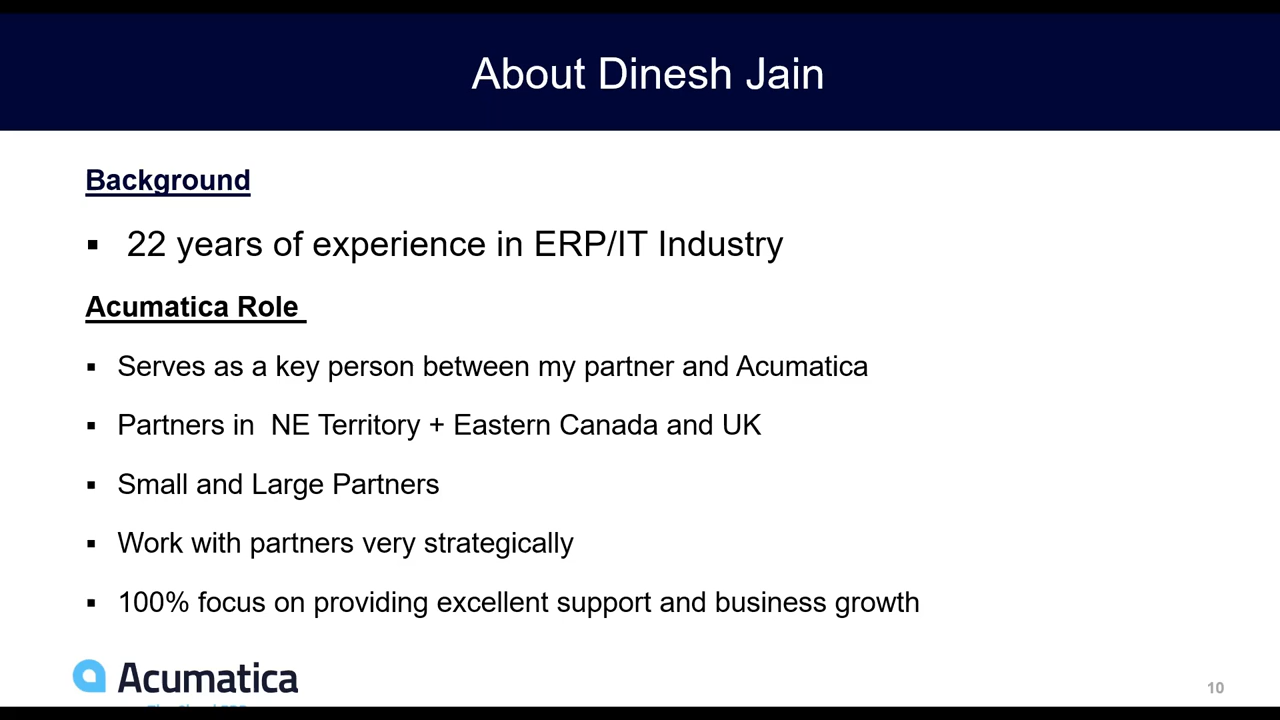 About Dinesh Jain
Background
▪ 22 years of experience in ERP/IT Industry
Acumatica Role
▪ Serves as a key person between my partner and Acumatica
▪ Partners in  NE Territory + Eastern Canada and UK
▪ Small and Large Partners
▪ Work with partners very strategically
▪ 100% focus on providing excellent support and business growth
Acumatica
10